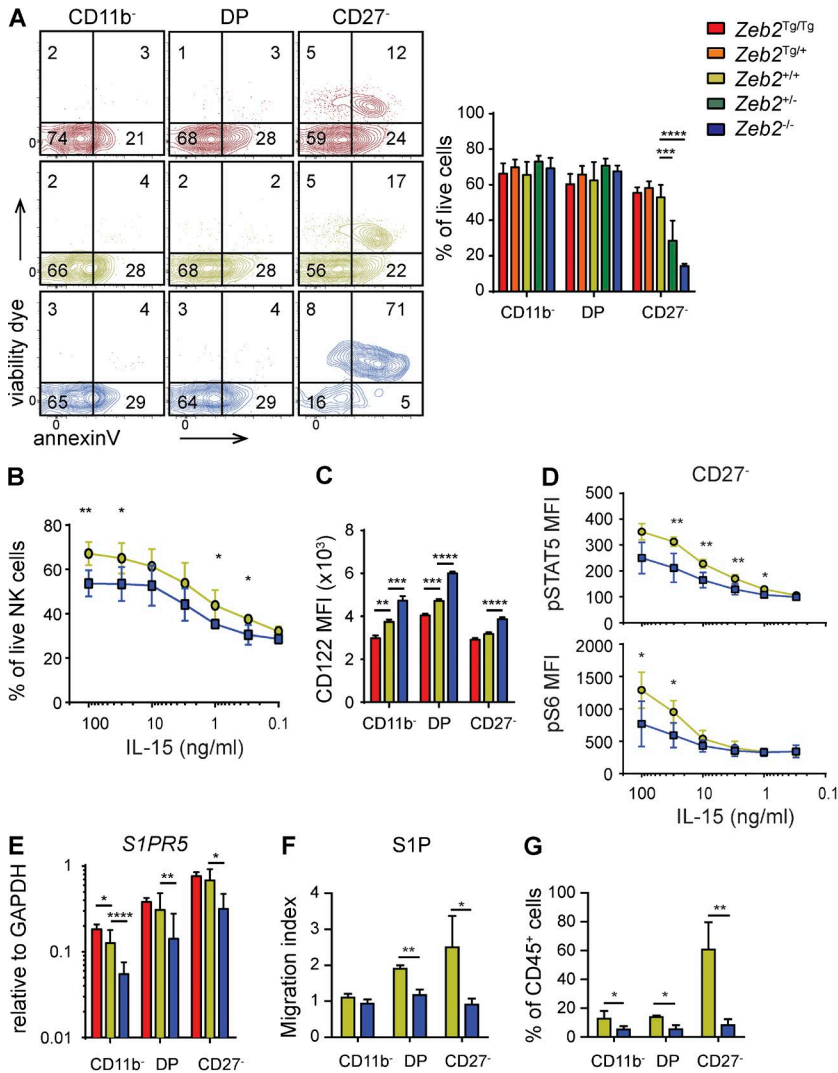 A
CD11b- DP CD27-
2 3 1 3 5 12
0 74 21 68 28 59 24
2 4 2 2 5 17
0 66 28 68 28 56 22
3 4 3 4 8 71
0 65 29 64 29 16 5
0 0 0
viability dye
annexinV
Zeb2Tg/Tg
Zeb2Tg/+
Zeb2+/+
Zeb2+/-
Zeb2-/-
% of live cells
100
80
60
40
20
0
****
***
CD11b- DP CD27-
B
% of live NK cells
80
60
40
20
0
** * * *
100 10 1 0.1
IL-15 (ng/ml)
C
CD122 MFI (x10³)
8
6
4
2
0
** *** *** **** ****
CD11b- DP CD27-
D
CD27-
pSTAT5 MFI
500
400
300
200
100
0
** ** ** *
pS6 MFI
2000
1500
1000
500
0
* *
100 10 1 0.1
IL-15 (ng/ml)
E
S1PR5
relative to GAPDH
1
0.1
0.01
* **** ** *
CD11b- DP CD27-
F
S1P
Migration index
4
3
2
1
0
** *
CD11b- DP CD27-
G
% of CD45+ cells
100
80
60
40
20
0
* * **
CD11b- DP CD27-